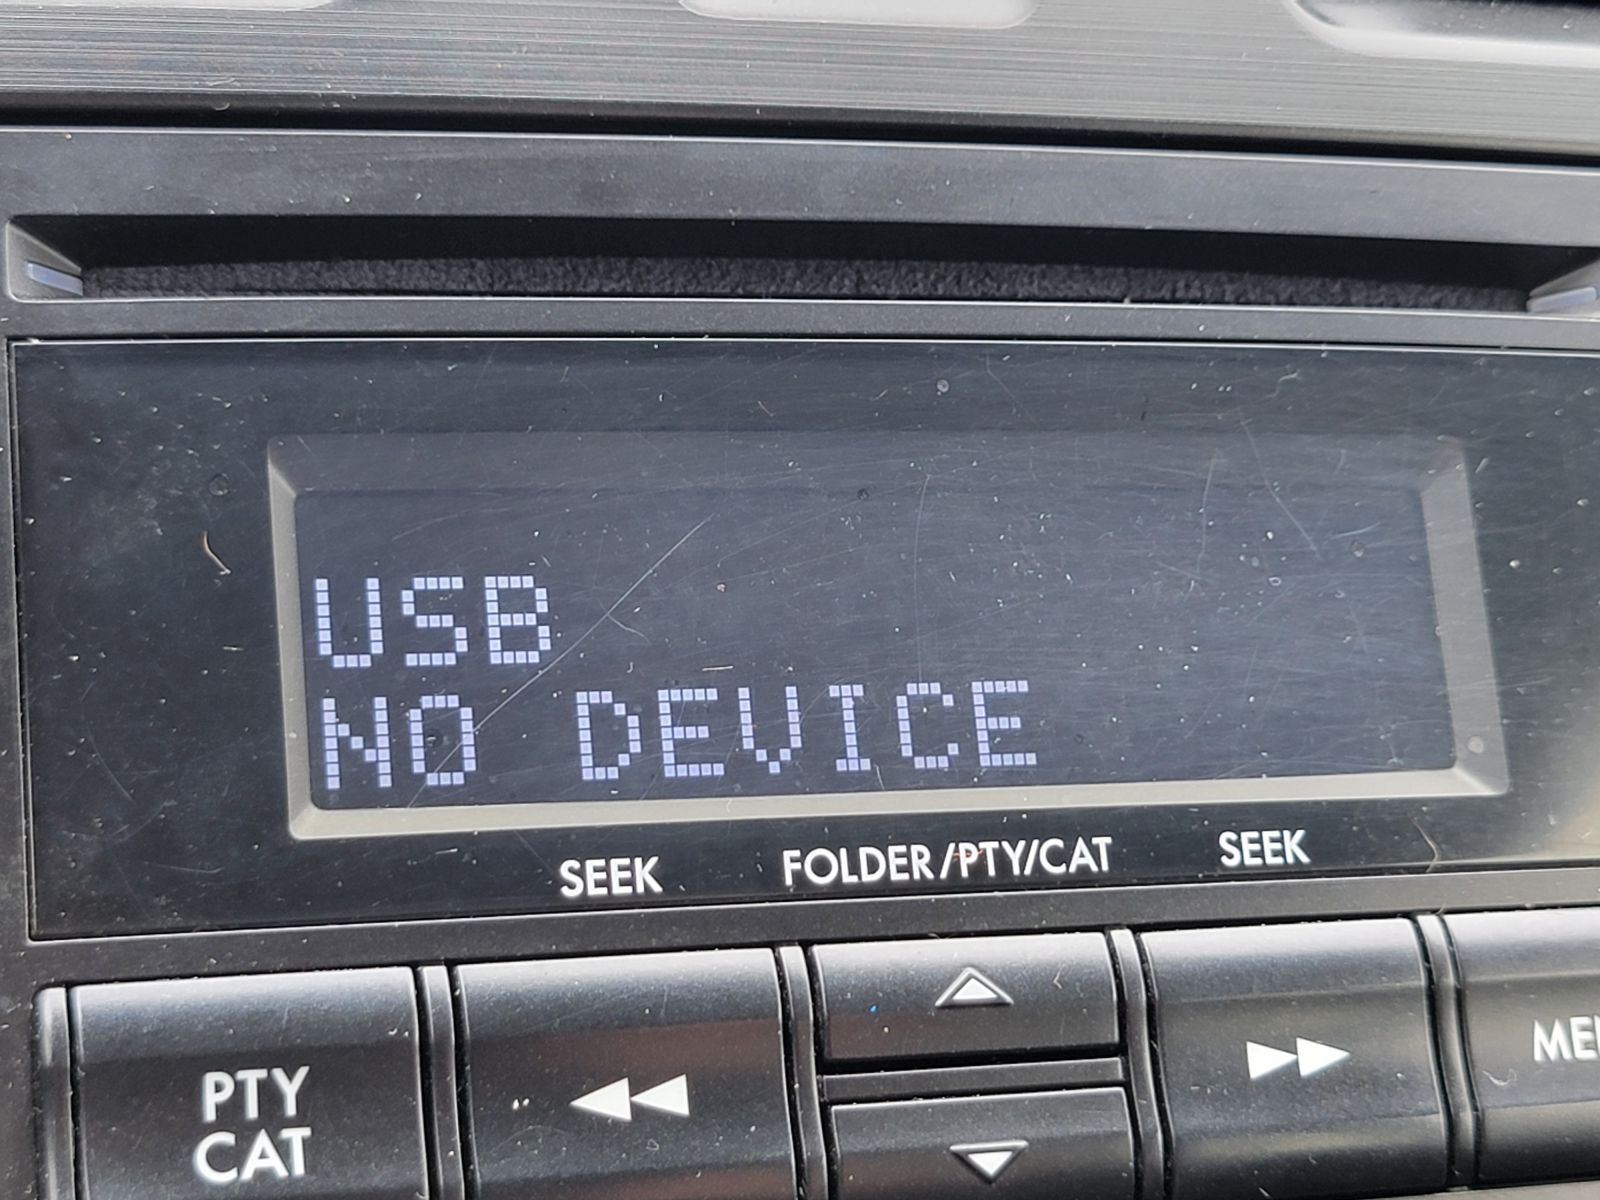 USB
NO DEVICE
SEEK FOLDER/PTY/CAT SEEK
PTY
CAT